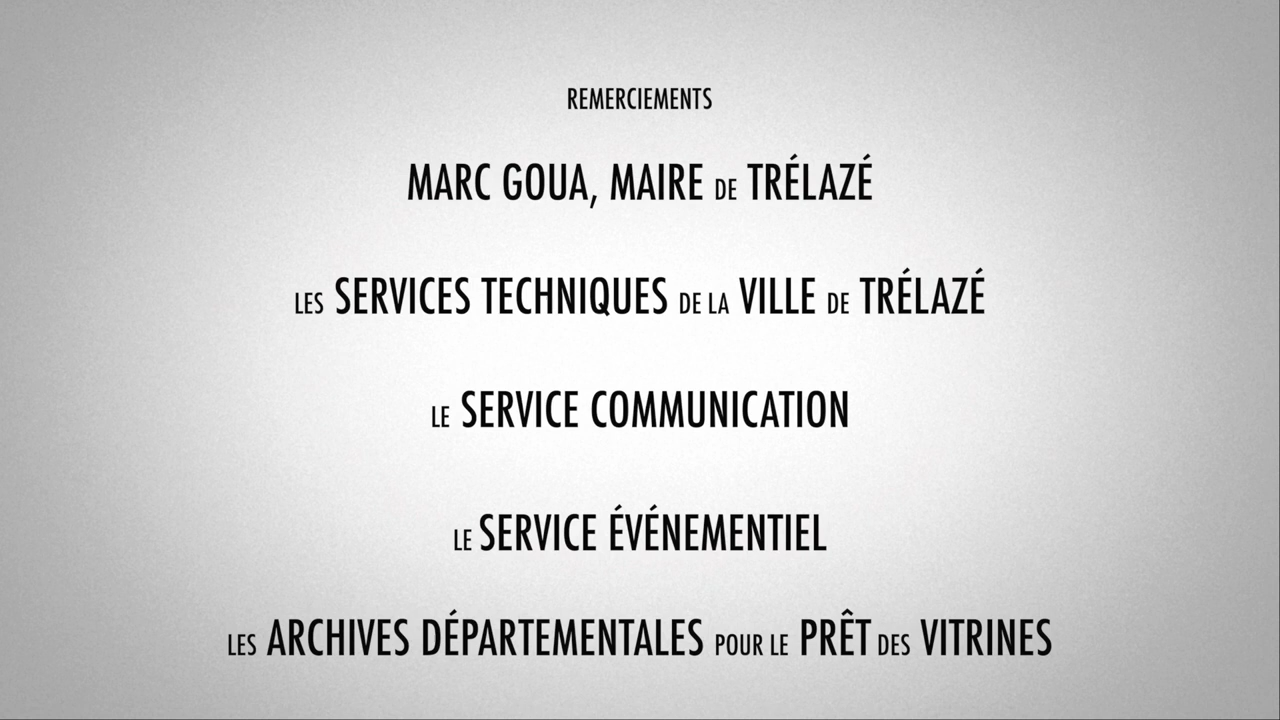 REMERCIEMENTS
MARC GOUA, MAIRE DE TRÉLAZÉ
LES SERVICES TECHNIQUES DE LA VILLE DE TRÉLAZÉ
LE SERVICE COMMUNICATION
LE SERVICE ÉVÉNEMENTIEL
LES ARCHIVES DÉPARTEMENTALES POUR LE PRÊT DES VITRINES